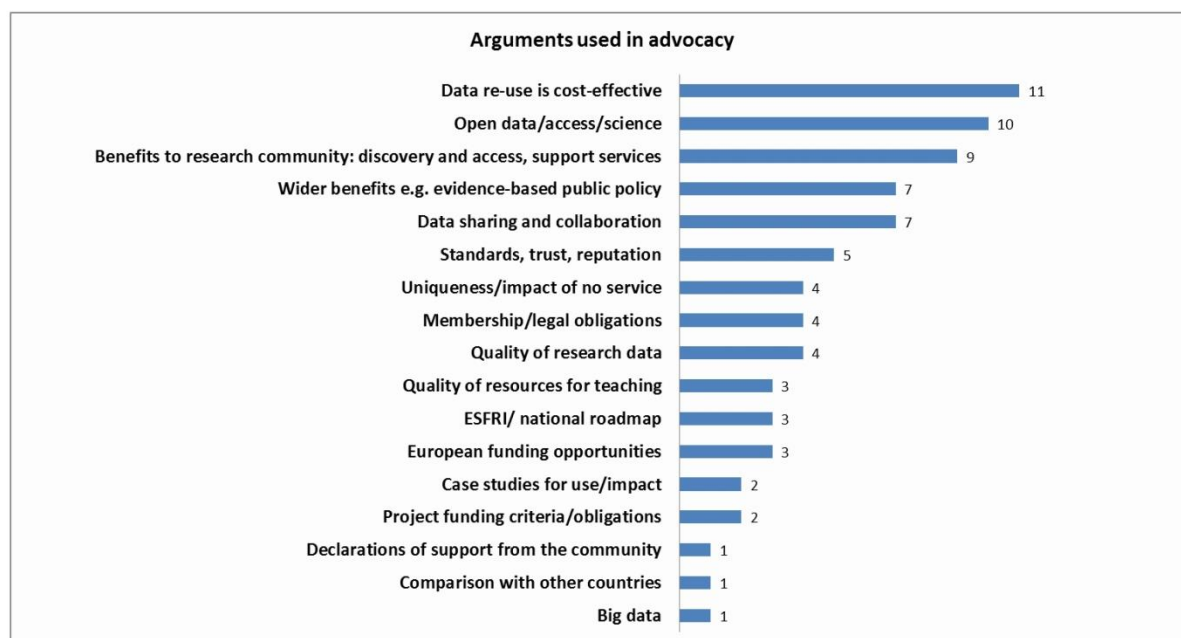 Arguments used in advocacy
Data re-use is cost-effective 11
Open data/access/science 10
Benefits to research community: discovery and access, support services 9
Wider benefits e.g. evidence-based public policy 7
Data sharing and collaboration 7
Standards, trust, reputation 5
Uniqueness/impact of no service 4
Membership/legal obligations 4
Quality of research data 4
Quality of resources for teaching 3
ESFRI/ national roadmap 3
European funding opportunities 3
Case studies for use/impact 2
Project funding criteria/obligations 2
Declarations of support from the community 1
Comparison with other countries 1
Big data 1